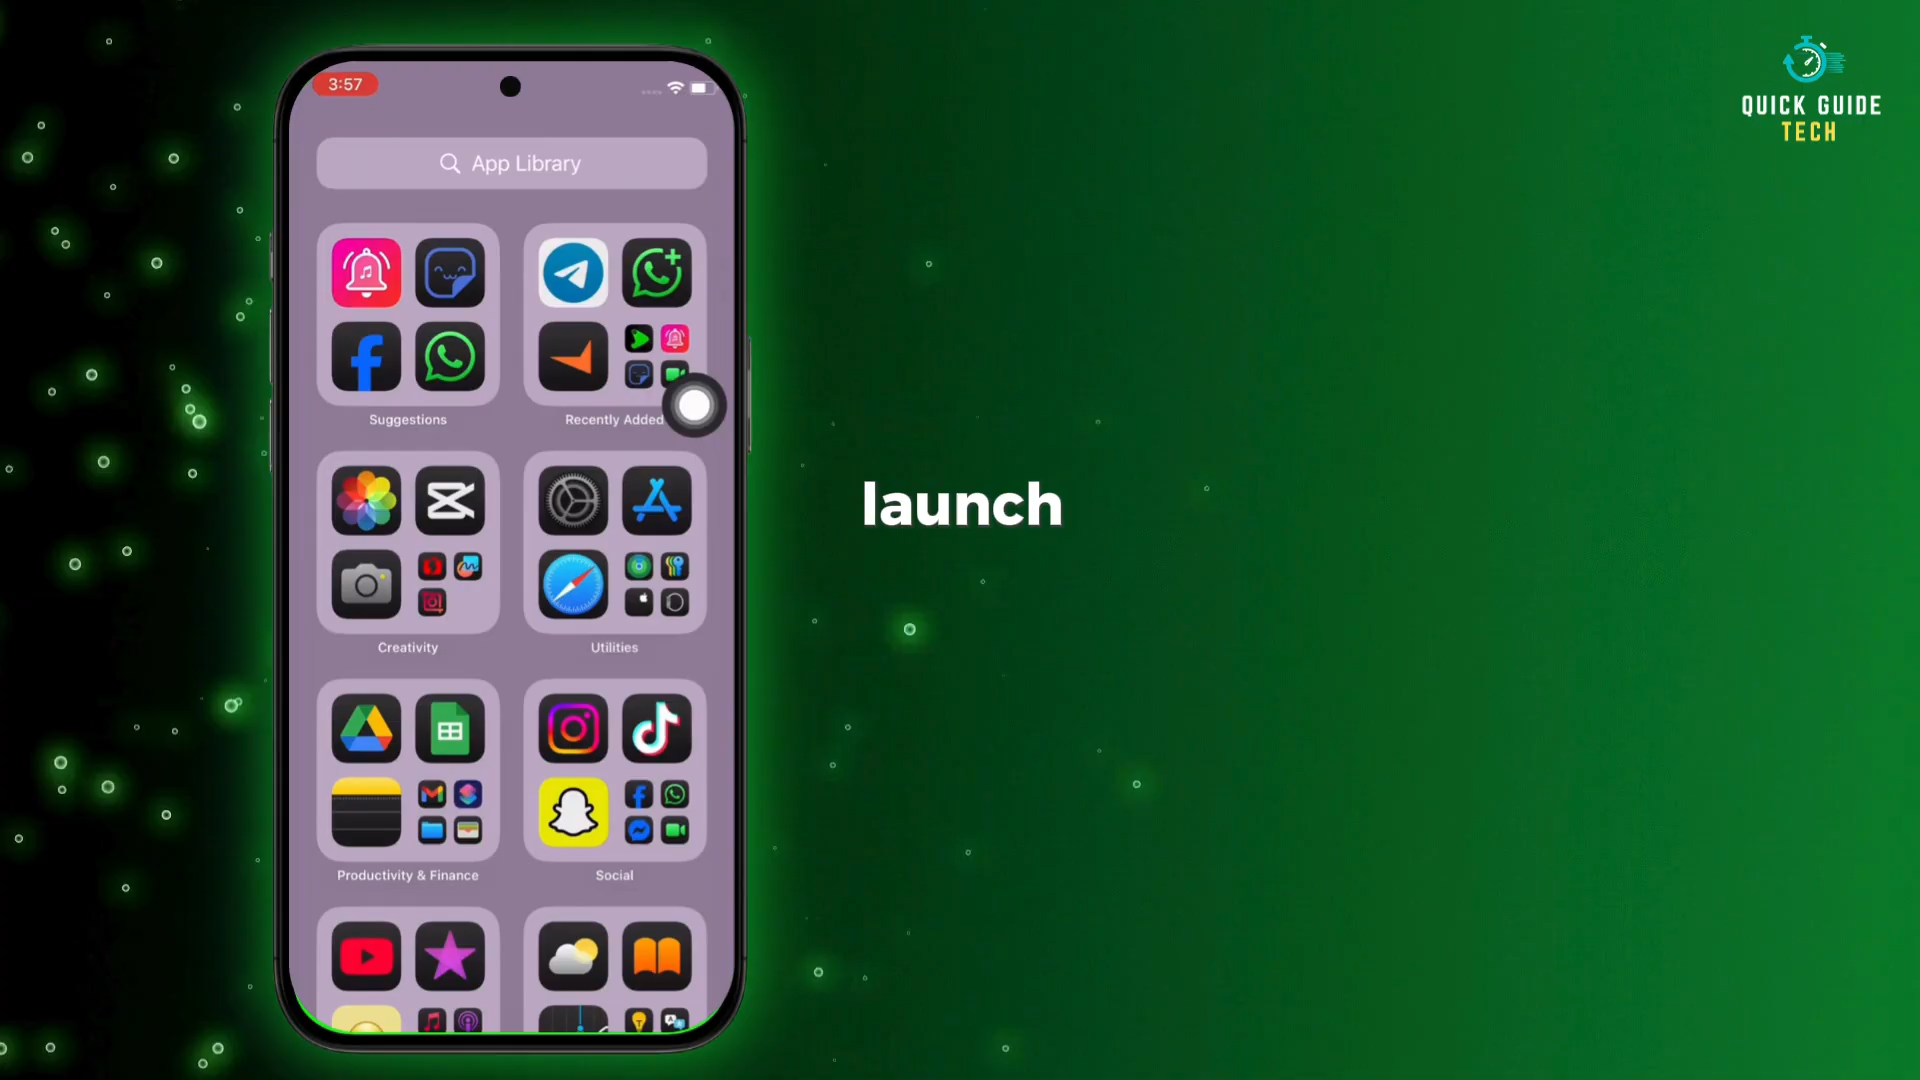 3:57
App Library
Suggestions
Recently Added
Creativity
Utilities
Productivity & Finance
Social
launch
QUICK GUIDE
TECH